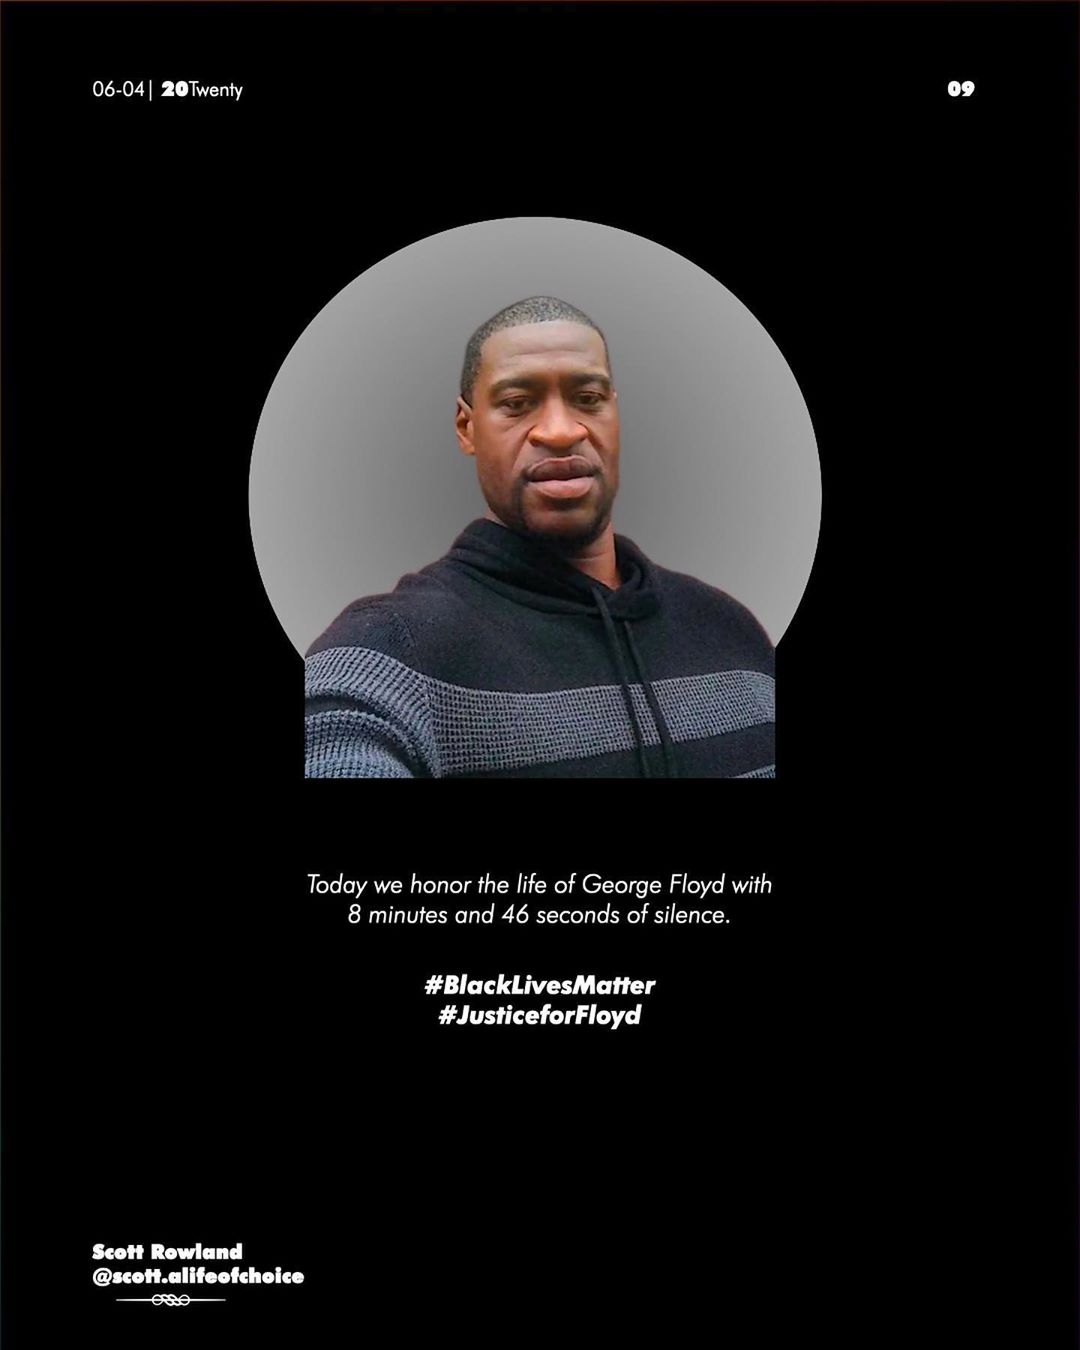 06-04| 20Twenty
09
Today we honor the life of George Floyd with
8 minutes and 46 seconds of silence.
#BlackLivesMatter
#JusticeforFloyd
Scott Rowland
@scott.alifeofchoice